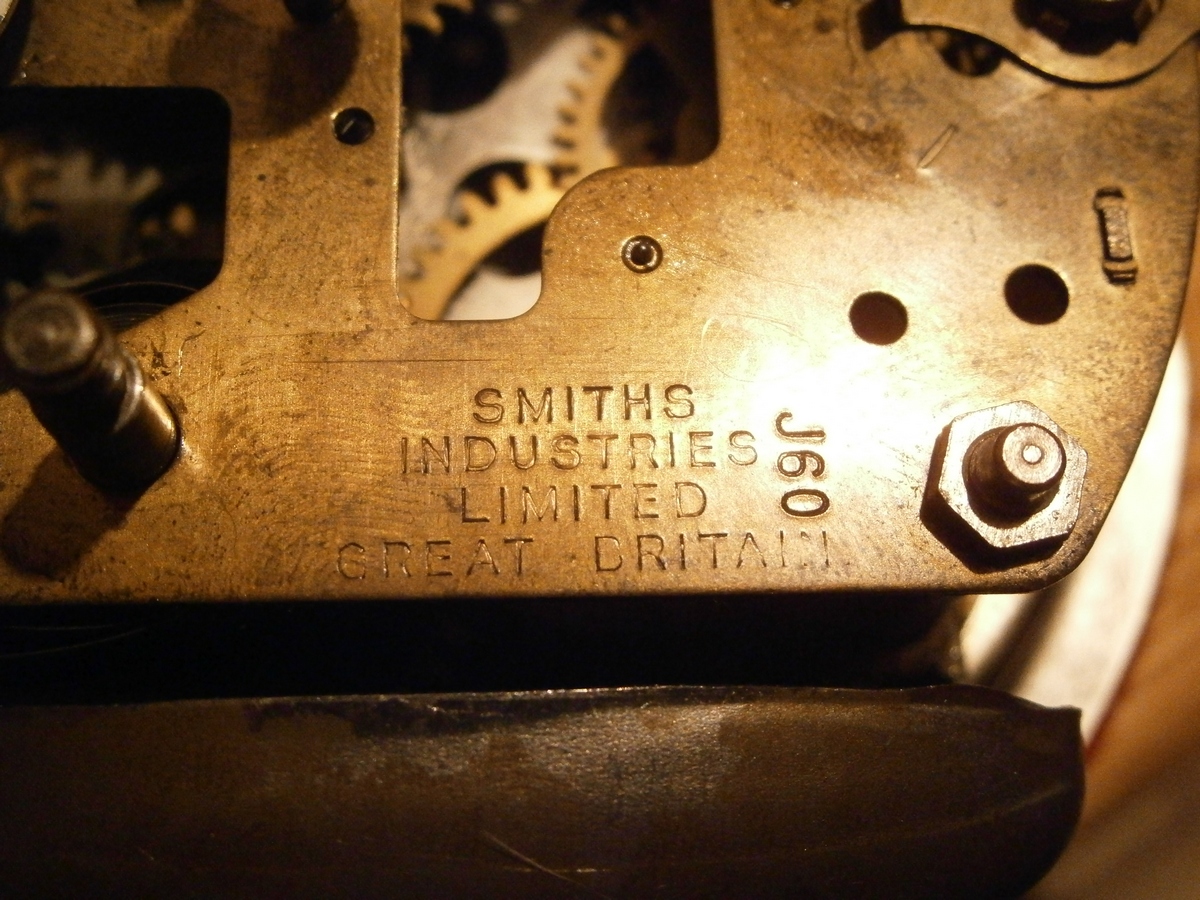 SMITHS
INDUSTRIES
LIMITED
GREAT BRITAIN
J60